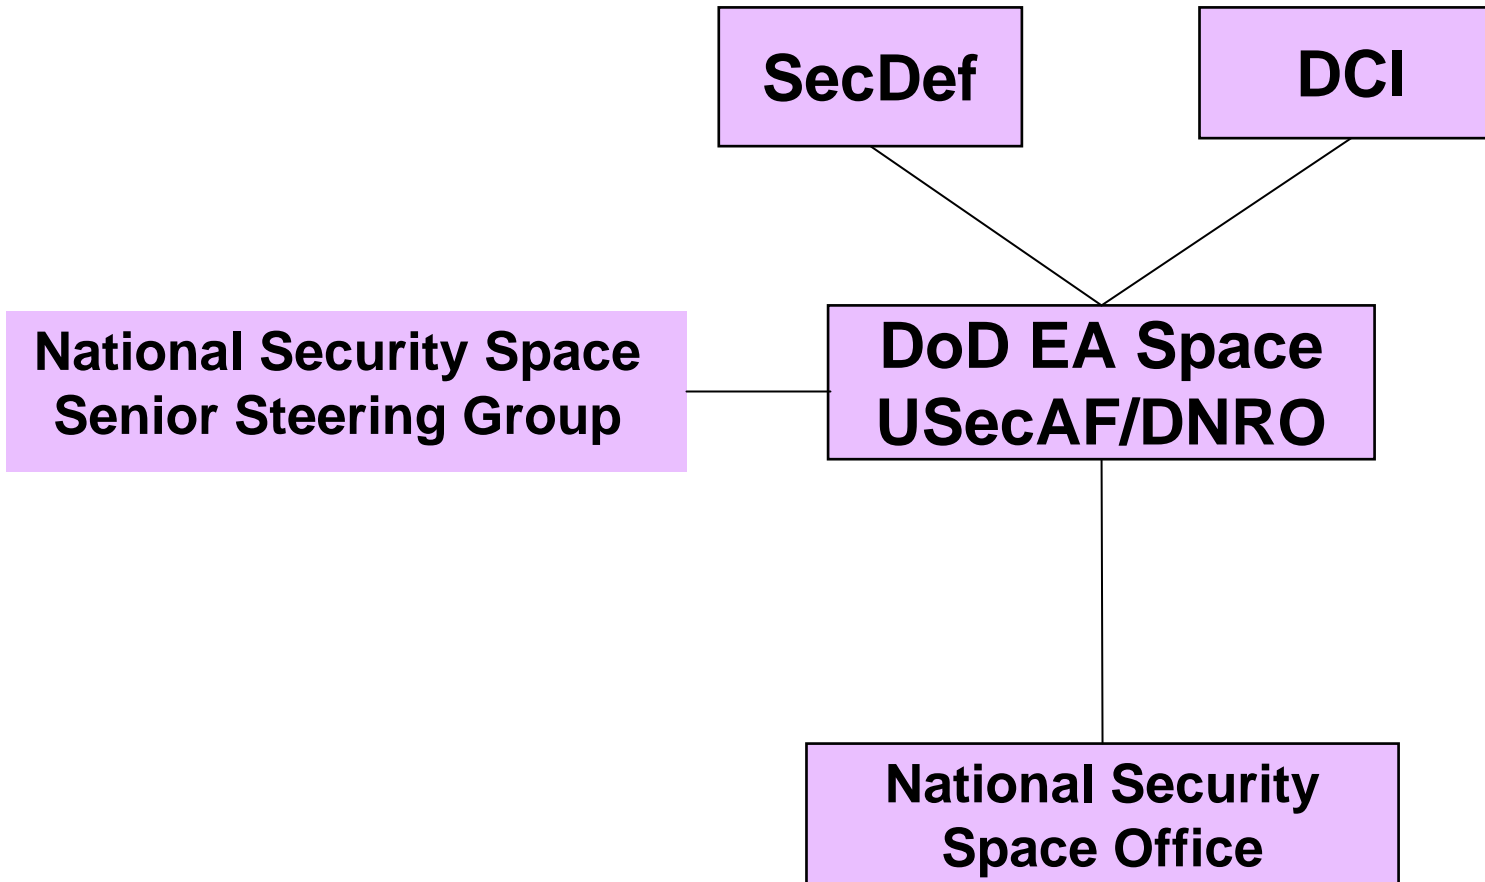 SecDef
DCI
National Security Space
Senior Steering Group
DoD EA Space
USecAF/DNRO
National Security
Space Office